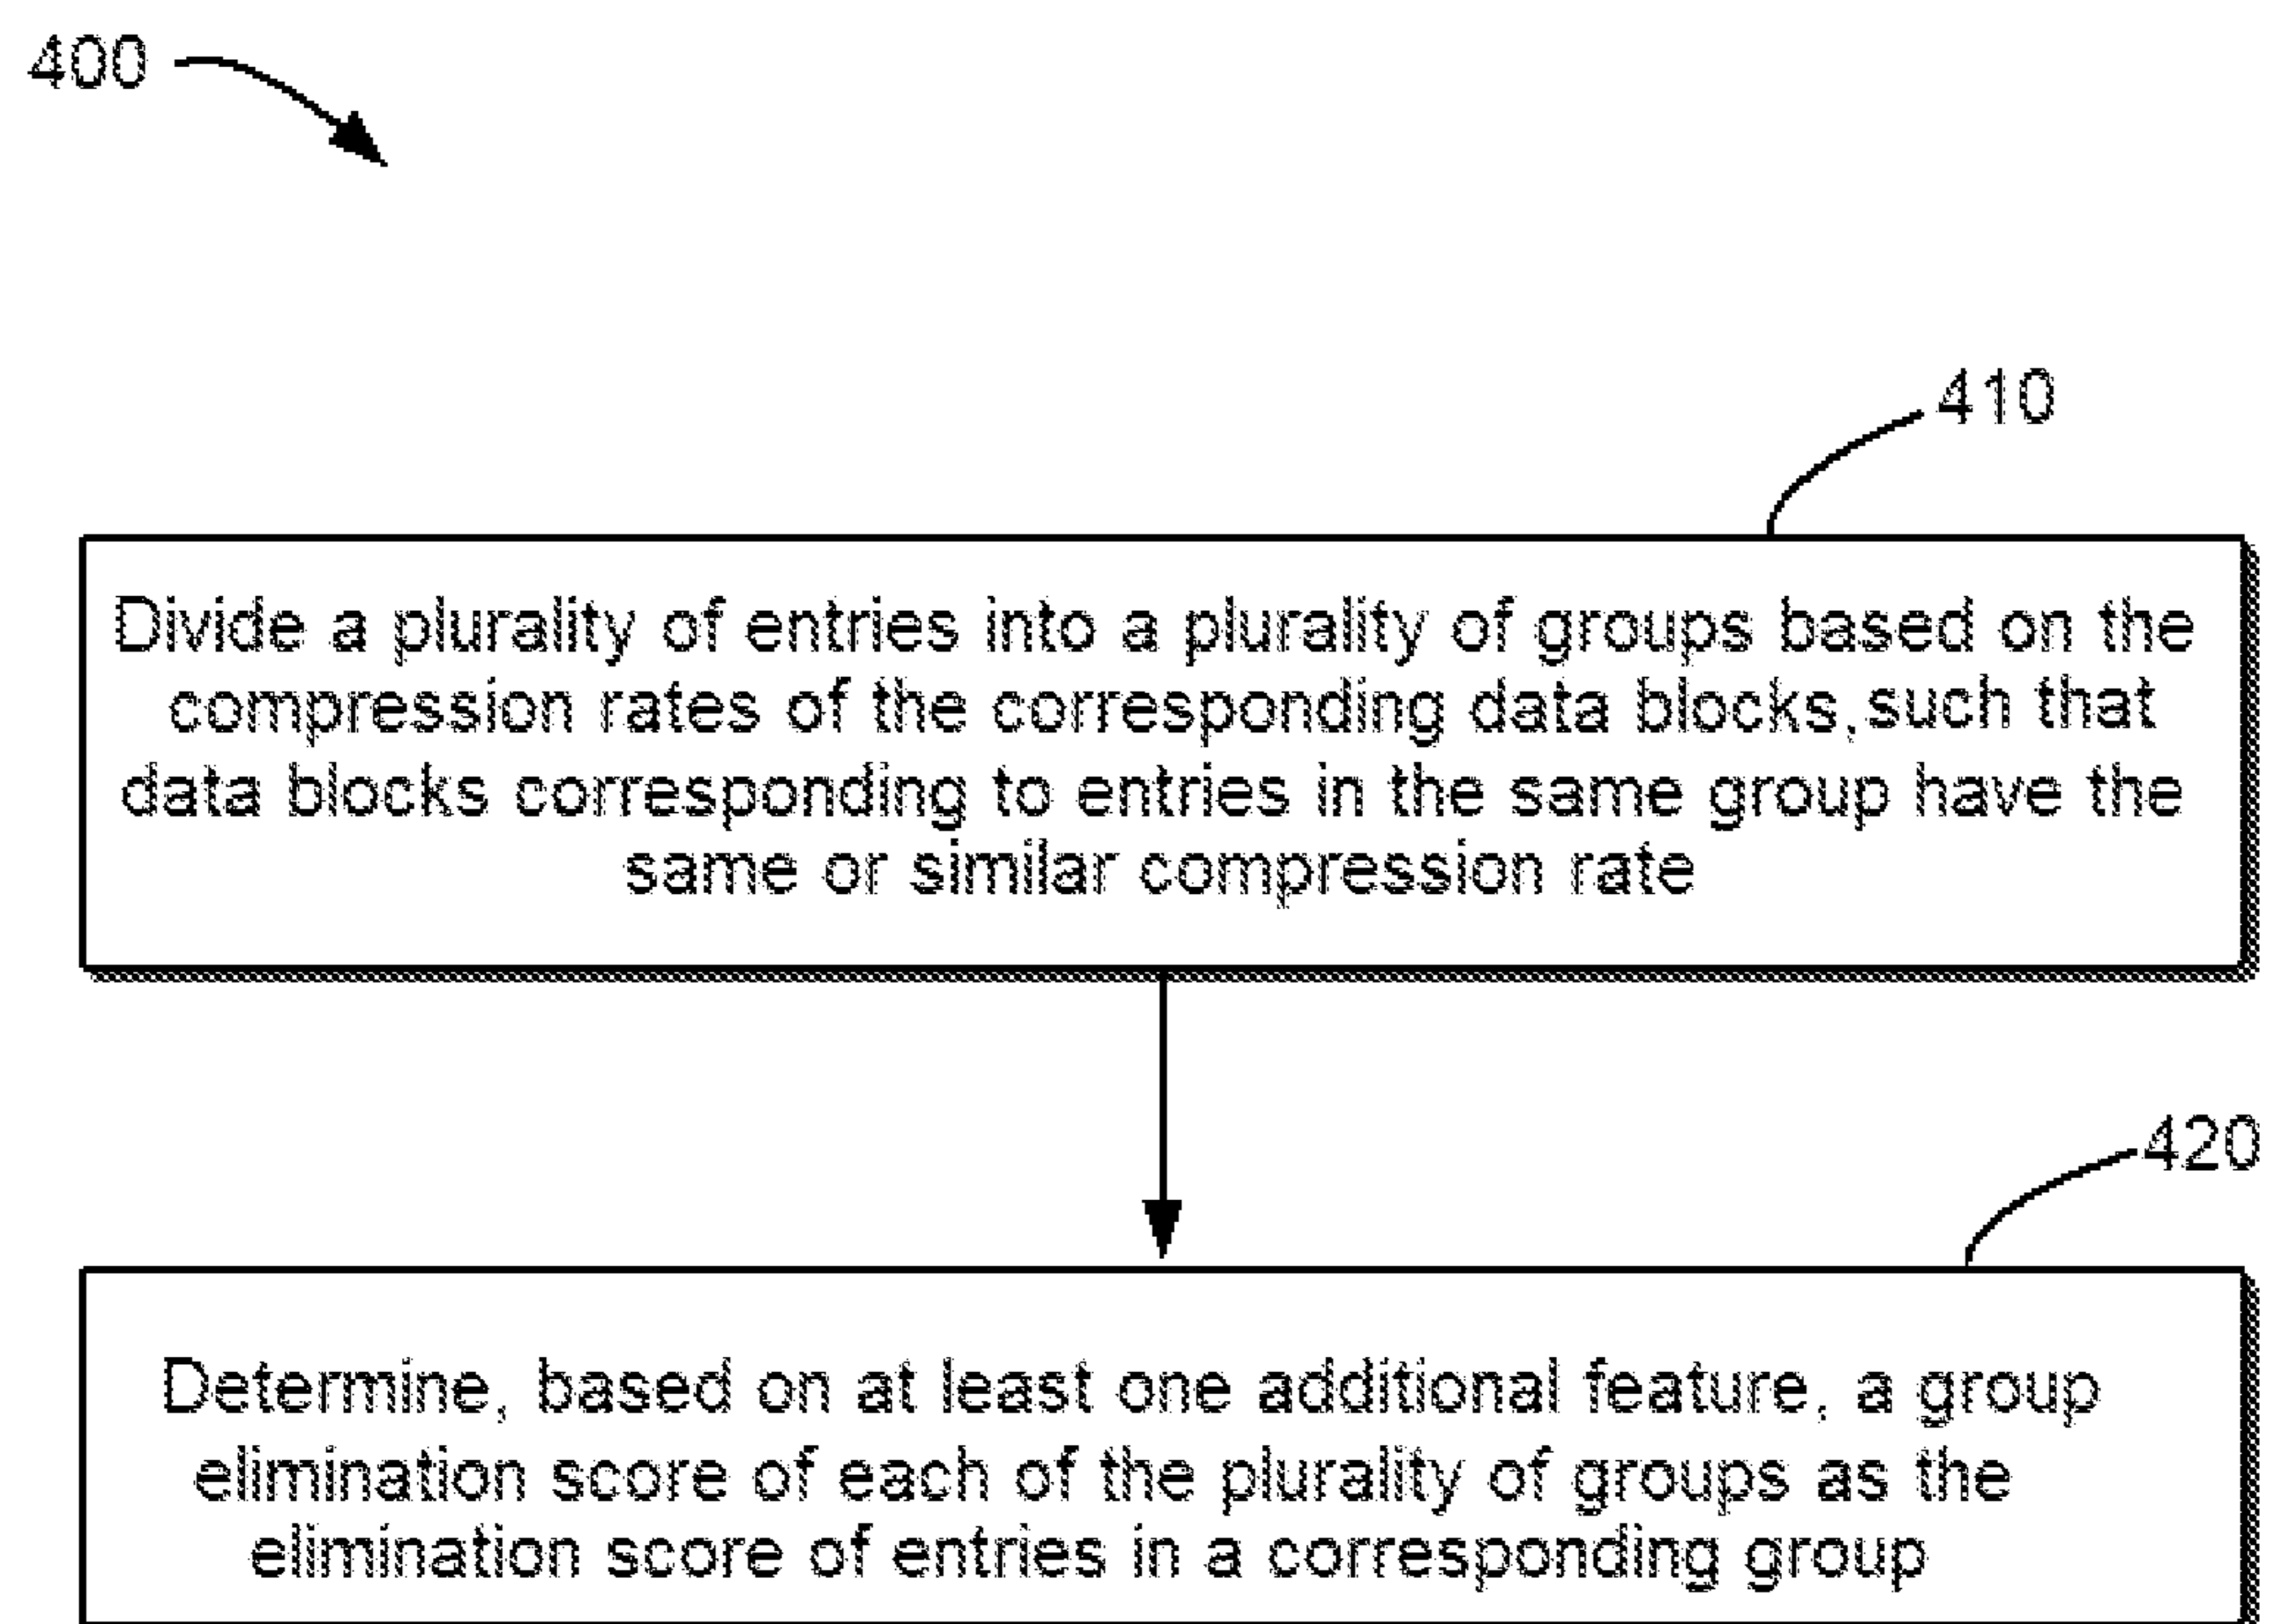 400
410
Divide a plurality of entries into a plurality of groups based on the
compression rates of the corresponding data blocks, such that
data blocks corresponding to entries in the same group have the
same or similar compression rate
420
Determine, based on at least one additional feature, a group
elimination score of each of the plurality of groups as the
elimination score of entries in a corresponding group